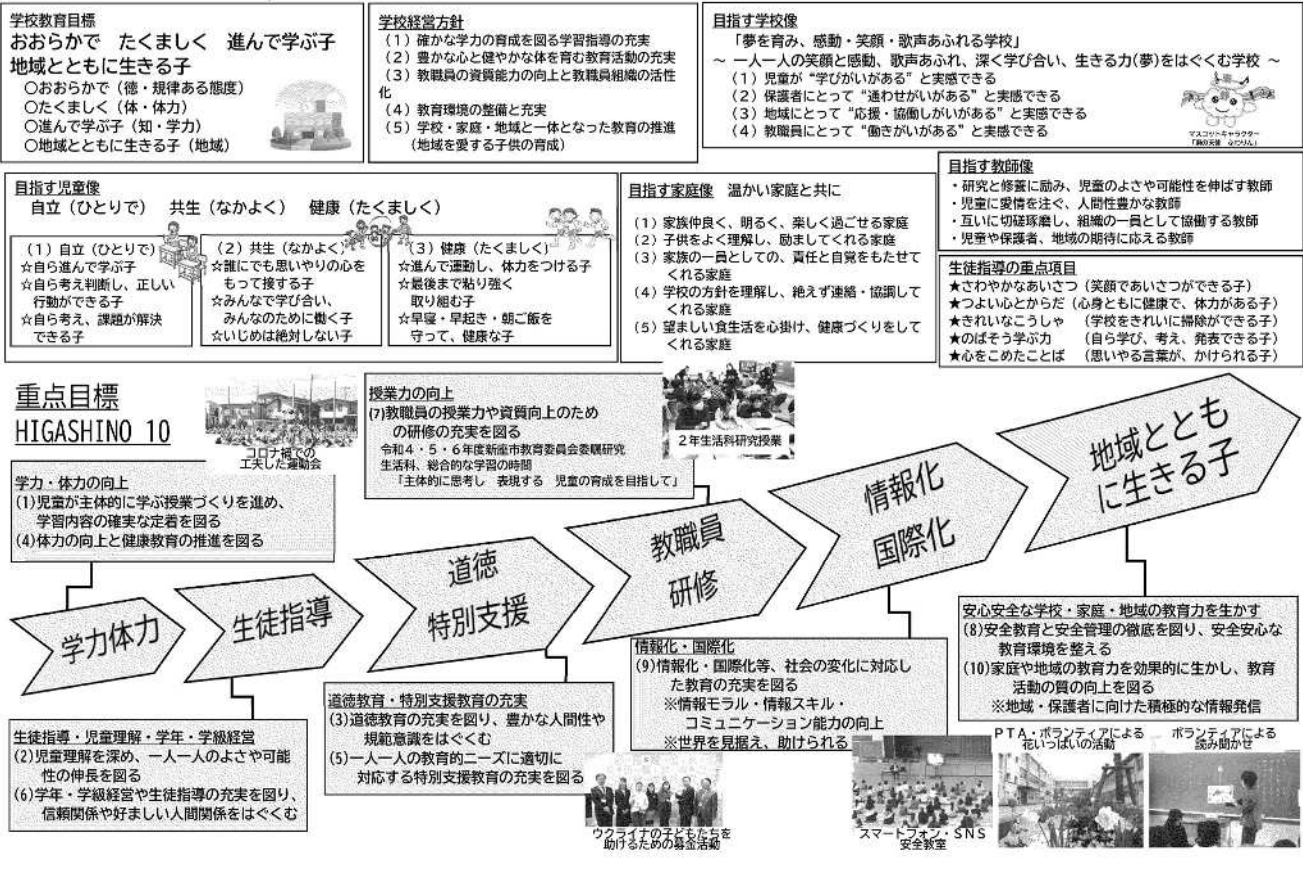 学校教育目標
おおらかで　たくましく　進んで学ぶ子
地域とともに生きる子
○おおらかで（徳・規律ある態度）
○たくましく（体・体力）
○進んで学ぶ子（知・学力）
○地域とともに生きる子（地域）
学校経営方針
（1）確かな学力の育成を図る学習指導の充実
（2）豊かな心と健やかな体を育む教育活動の充実
（3）教職員の資質能力の向上と教職員組織の活性
化
（4）教育環境の整備と充実
（5）学校・家庭・地域と一体となった教育の推進
（地域を愛する子供の育成）
目指す学校像
「夢を育み、感動・笑顔・歌声あふれる学校」
～ 一人一人の笑顔と感動、歌声あふれ、深く学び合い、生きる力(夢)をはぐくむ学校 ～
（1）児童が“学びがいがある”と実感できる
（2）保護者にとって“通わせがいがある”と実感できる
（3）地域にとって“応援・協働しがいがある”と実感できる
（4）教職員にとって“働きがいがある”と実感できる
マスコットキャラクター
目指す児童像
自立（ひとりで）　共生（なかよく）　健康（たくましく）
（1）自立（ひとりで）
☆自ら進んで学ぶ子
☆自ら考え判断し、正しい
行動ができる子
☆自ら考え、課題が解決
できる子
（2）共生（なかよく）
☆誰にでも思いやりの心を
もって接する子
☆みんなで学び合い、
みんなのために働く子
☆いじめは絶対しない子
（3）健康（たくましく）
☆進んで運動し、体力をつける子
☆最後まで粘り強く
取り組む子
☆早寝・早起き・朝ご飯を
守って、健康な子
目指す家庭像　温かい家庭と共に
（1）家族仲良く、明るく、楽しく過ごせる家庭
（2）子供をよく理解し、励ましてくれる家庭
（3）家族の一員としての、責任と自覚をもたせて
くれる家庭
（4）学校の方針を理解し、絶えず連絡・協調して
くれる家庭
（5）望ましい食生活を心掛け、健康づくりをして
くれる家庭
目指す教師像
・研究と修養に励み、児童のよさや可能性を伸ばす教師
・児童に愛情を注ぐ、人間性豊かな教師
・互いに切磋琢磨し、組織の一員として協働する教師
・児童や保護者、地域の期待に応える教師
生徒指導の重点項目
★さわやかなあいさつ（笑顔であいさつができる子）
★つよい心とからだ（心身ともに健康で、体力がある子）
★きれいなこうしゃ　（学校をきれいに掃除ができる子）
★のばそう学ぶ力　　（自ら学び、考え、発表できる子）
★心をこめたことば　（思いやる言葉が、かけられる子）
重点目標
HIGASHINO 10
コロナ禍での
工夫した運動会
授業力の向上
(7)教職員の授業力や資質向上のため
の研修の充実を図る
令和４・５・６年度新座市教育委員会委嘱研究
生活科、総合的な学習の時間
「主体的に思考し　表現する　児童の育成を目指して」
２年生活科研究授業
学力・体力の向上
(1)児童が主体的に学ぶ授業づくりを進め、
学習内容の確実な定着を図る
(4)体力の向上と健康教育の推進を図る
学力体力
生徒指導
道徳
特別支援
教職員
研修
情報化
国際化
地域ととも
に生きる子
生徒指導・児童理解・学年・学級経営
(2)児童理解を深め、一人一人のよさや可能
性の伸長を図る
(6)学年・学級経営や生徒指導の充実を図り、
信頼関係や好ましい人間関係をはぐくむ
道徳教育・特別支援教育の充実
(3)道徳教育の充実を図り、豊かな人間性や
規範意識をはぐくむ
(5)一人一人の教育的ニーズに適切に
対応する特別支援教育の充実を図る
情報化・国際化
(9)情報化・国際化等、社会の変化に対応し
た教育の充実を図る
※情報モラル・情報スキル・
コミュニケーション能力の向上
※世界を見据え、助けられる
安心安全な学校・家庭・地域の教育力を生かす
(8)安全教育と安全管理の徹底を図り、安全安心な
教育環境を整える
(10)家庭や地域の教育力を効果的に生かし、教育
活動の質の向上を図る
※地域・保護者に向けた積極的な情報発信
ウクライナの子どもたちを
助けるための募金活動
スマートフォン・ＳＮＳ
安全教室
ＰＴＡ・ボランティアによる
花いっぱいの活動
ボランティアによる
読み聞かせ